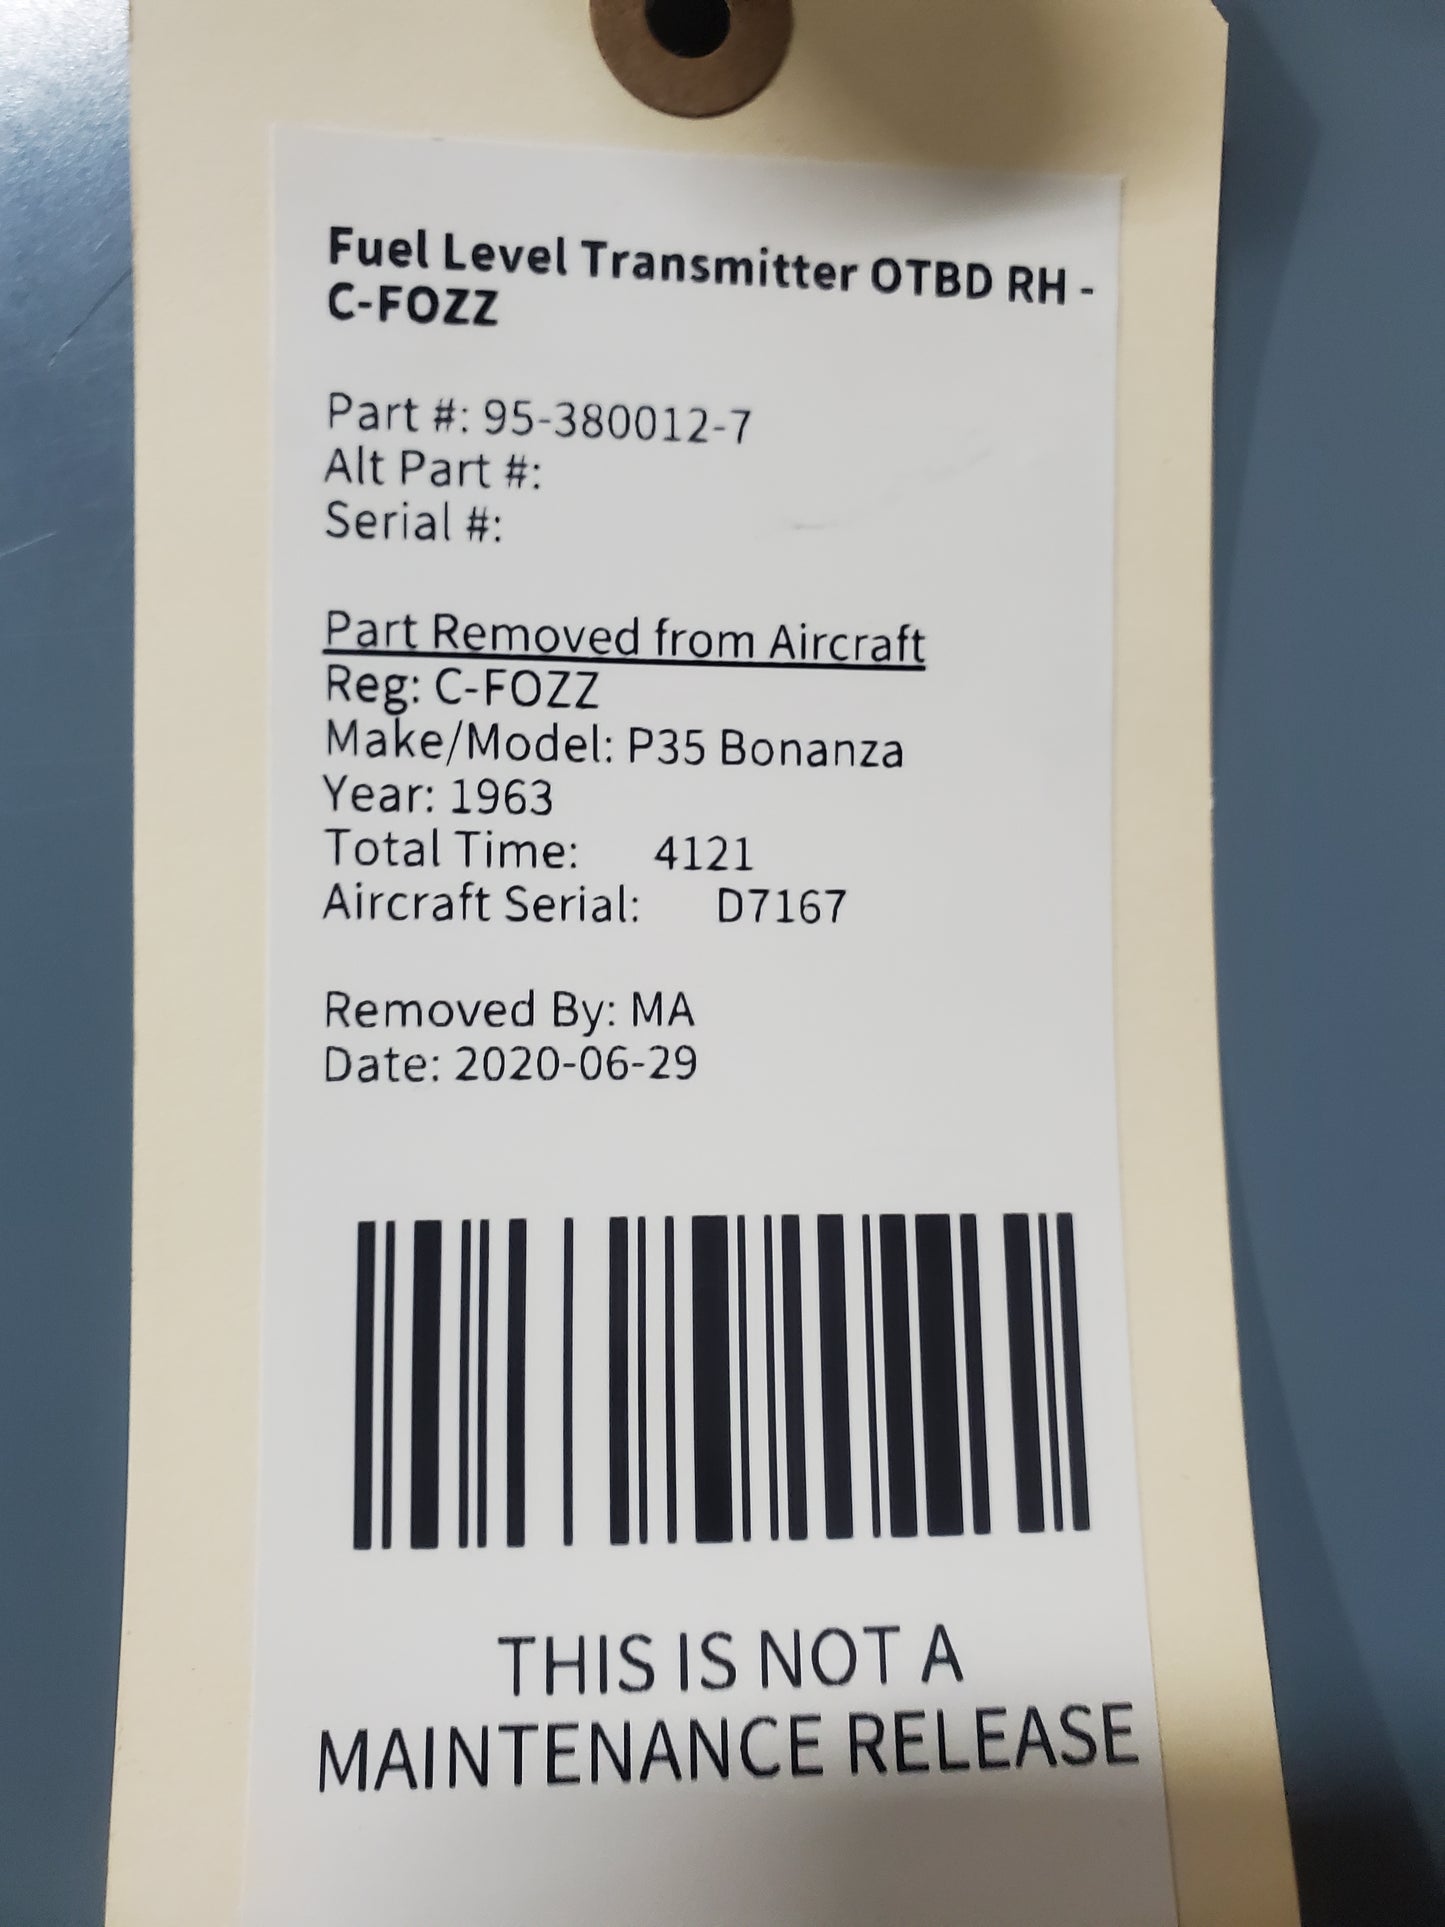 Fuel Level Transmitter OTBD RH -
C-FOZZ
Part #: 95-380012-7
Alt Part #:
Serial #:
Part Removed from Aircraft
Reg: C-FOZZ
Make/Model: P35 Bonanza
Year: 1963
Total Time: 4121
Aircraft Serial: D7167
Removed By: MA
Date: 2020-06-29
THIS IS NOT A
MAINTENANCE RELEASE